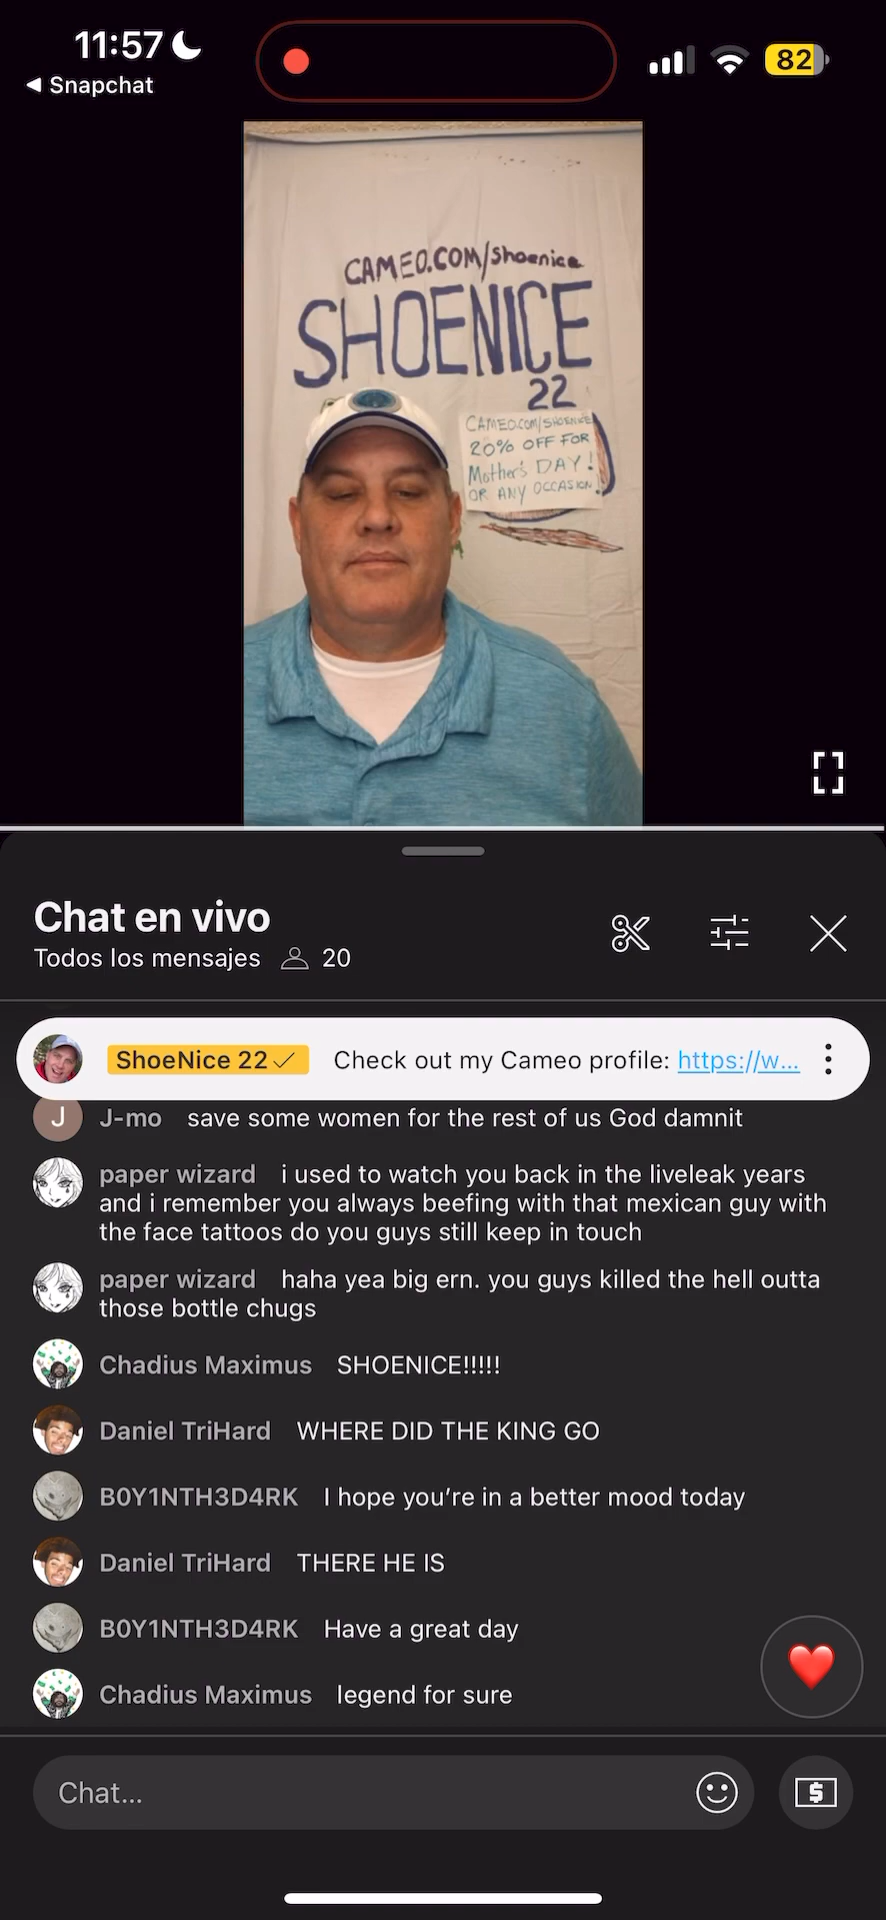 11:57
82
Snapchat
CAMEO.COM/shoenice
SHOENICE
22
CAMEO.COM/SHOENICE
20% OFF FOR
Mother's DAY!
OR ANY OCCASION!
Chat en vivo
Todos los mensajes 20
ShoeNice 22 Check out my Cameo profile: https://w...
J J-mo save some women for the rest of us God damnit
paper wizard i used to watch you back in the liveleak years
and i remember you always beefing with that mexican guy with
the face tattoos do you guys still keep in touch
paper wizard haha yea big ern. you guys killed the hell outta
those bottle chugs
Chadius Maximus SHOENICE!!!!!
Daniel TriHard WHERE DID THE KING GO
B0Y1NTH3D4RK I hope you’re in a better mood today
Daniel TriHard THERE HE IS
B0Y1NTH3D4RK Have a great day
Chadius Maximus legend for sure
Chat...
$